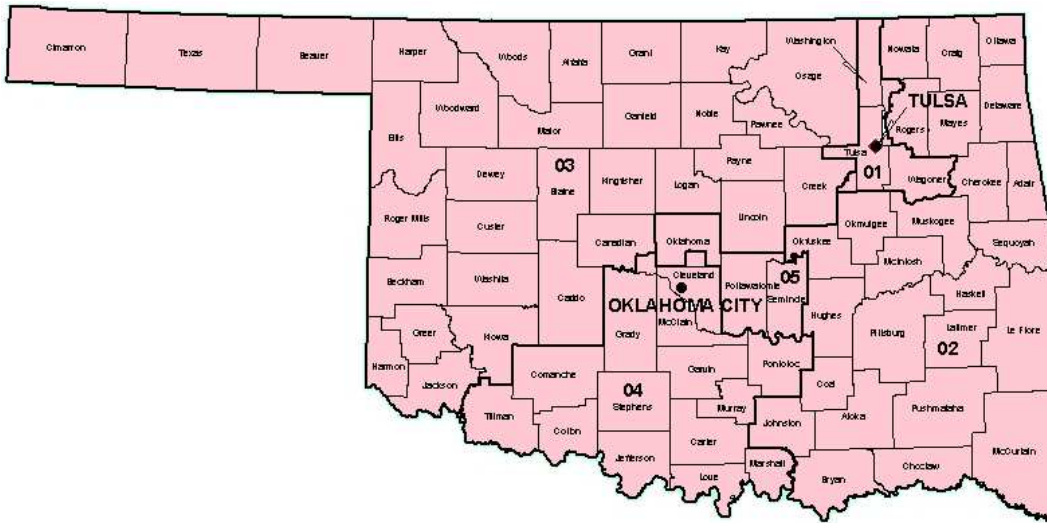 Cimarron
Texas
Beaver
Harper
Woods
Alfalfa
Grant
Kay
Washington
Osage
Nowata
Craig
Ottawa
Ellis
Woodward
Major
Garfield
Noble
Pawnee
TULSA
Rogers
Mayes
Delaware
Tulsa
Dewey
03
Blaine
Kingfisher
Logan
Payne
Creek
01
Wagoner
Cherokee
Adair
Roger Mills
Custer
Canadian
Oklahoma
Lincoln
Okfuskee
Okmulgee
Muskogee
Sequoyah
Beckham
Washita
Caddo
Cleveland
Pottawatomie
05
Seminole
McIntosh
Haskell
OKLAHOMA CITY
Greer
Kiowa
Grady
McClain
Hughes
Pittsburg
Latimer
Le Flore
02
Harmon
Jackson
Comanche
Garvin
Pontotoc
Coal
04
Tillman
Cotton
Stephens
Murray
Johnston
Atoka
Pushmataha
Carter
Jefferson
Love
Marshall
Bryan
Choctaw
McCurtain